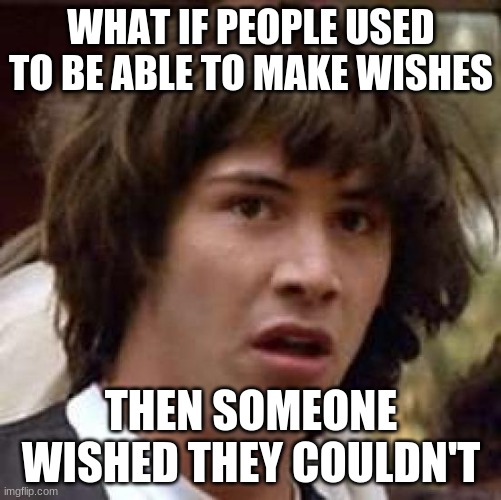 WHAT IF PEOPLE USED
TO BE ABLE TO MAKE WISHES
THEN SOMEONE
WISHED THEY COULDN'T
imgflip.com